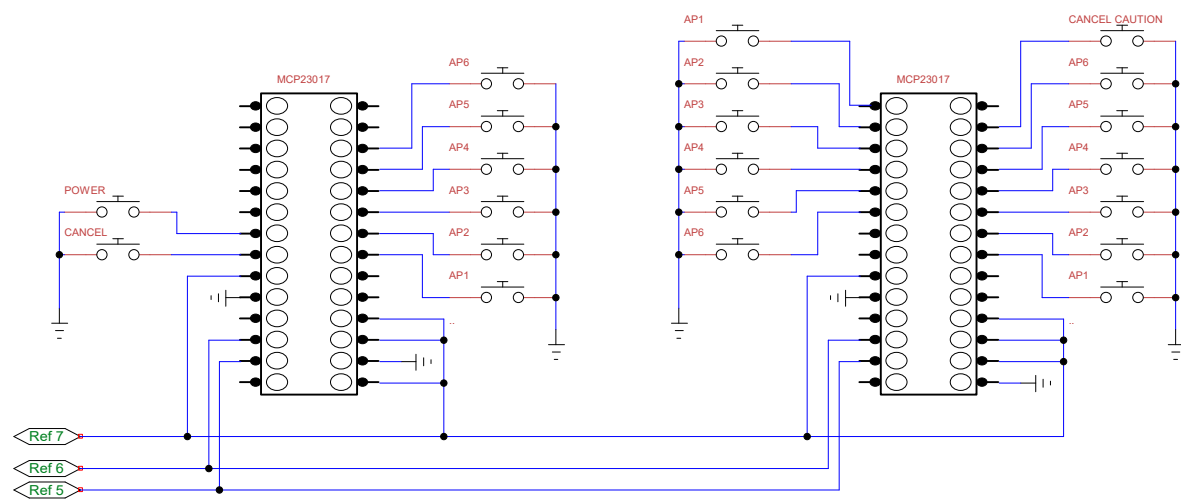 MCP23017
POWER
CANCEL
AP6
AP5
AP4
AP3
AP2
AP1
AP1
AP2
AP3
AP4
AP5
AP6
MCP23017
CANCEL CAUTION
AP6
AP5
AP4
AP3
AP2
AP1
Ref 7
Ref 6
Ref 5